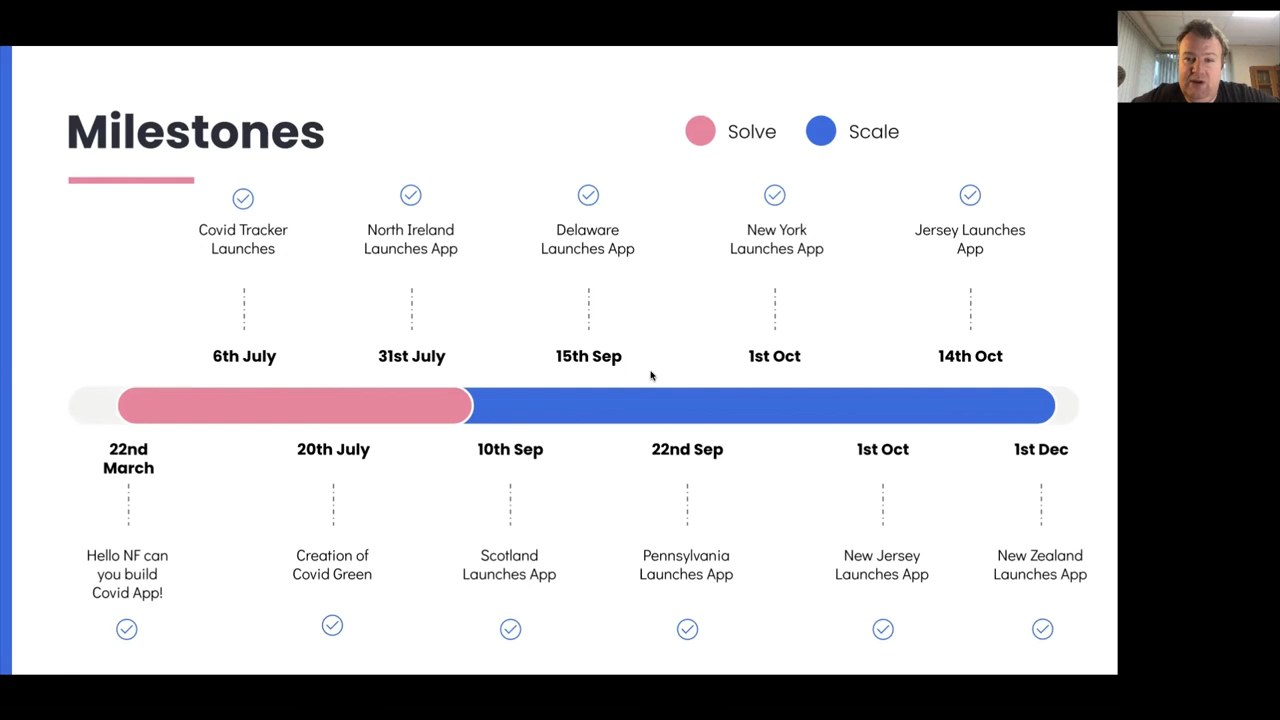 Milestones
Solve
Scale
Covid Tracker
Launches
North Ireland
Launches App
Delaware
Launches App
New York
Launches App
Jersey Launches
App
6th July
31st July
15th Sep
1st Oct
14th Oct
22nd
March
20th July
10th Sep
22nd Sep
1st Oct
1st Dec
Hello NF can
you build
Covid App!
Creation of
Covid Green
Scotland
Launches App
Pennsylvania
Launches App
New Jersey
Launches App
New Zealand
Launches App